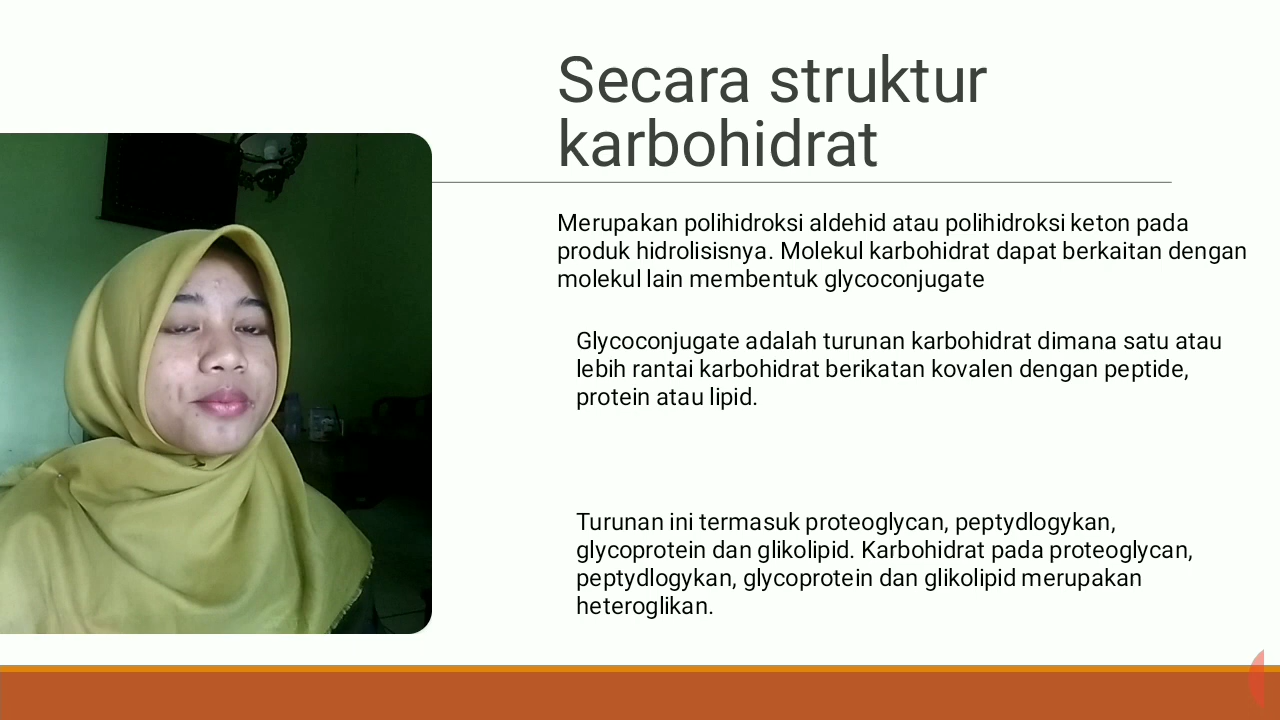 Secara struktur
karbohidrat
Merupakan polihidroksi aldehid atau polihidroksi keton pada
produk hidrolisisnya. Molekul karbohidrat dapat berkaitan dengan
molekul lain membentuk glycoconjugate
Glycoconjugate adalah turunan karbohidrat dimana satu atau
lebih rantai karbohidrat berikatan kovalen dengan peptide,
protein atau lipid.
Turunan ini termasuk proteoglycan, peptydlogykan,
glycoprotein dan glikolipid. Karbohidrat pada proteoglycan,
peptydlogykan, glycoprotein dan glikolipid merupakan
heteroglikan.